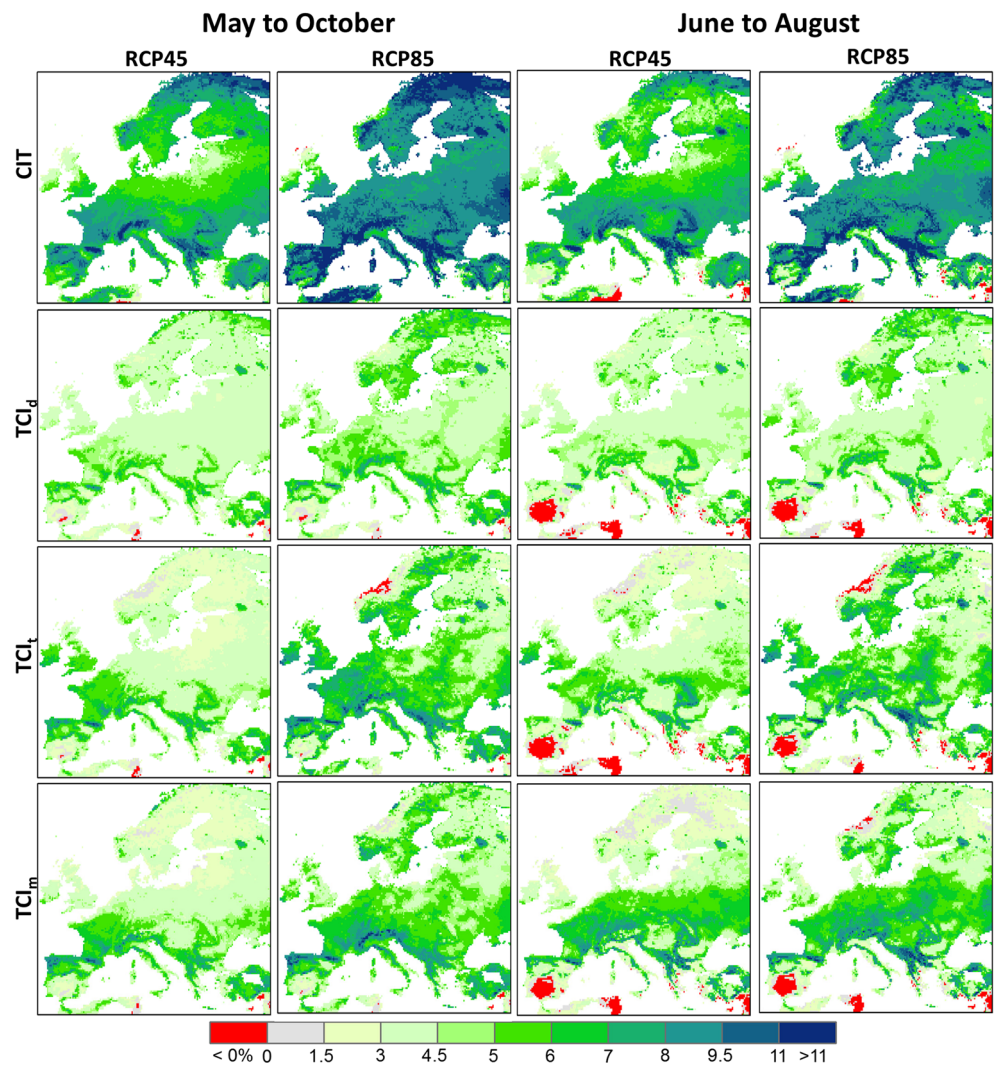 May to October June to August
RCP45 RCP85 RCP45 RCP85
CIT
TCId
TCIt
TCIm
< 0% 0 1.5 3 4.5 5 6 7 8 9.5 11 >11